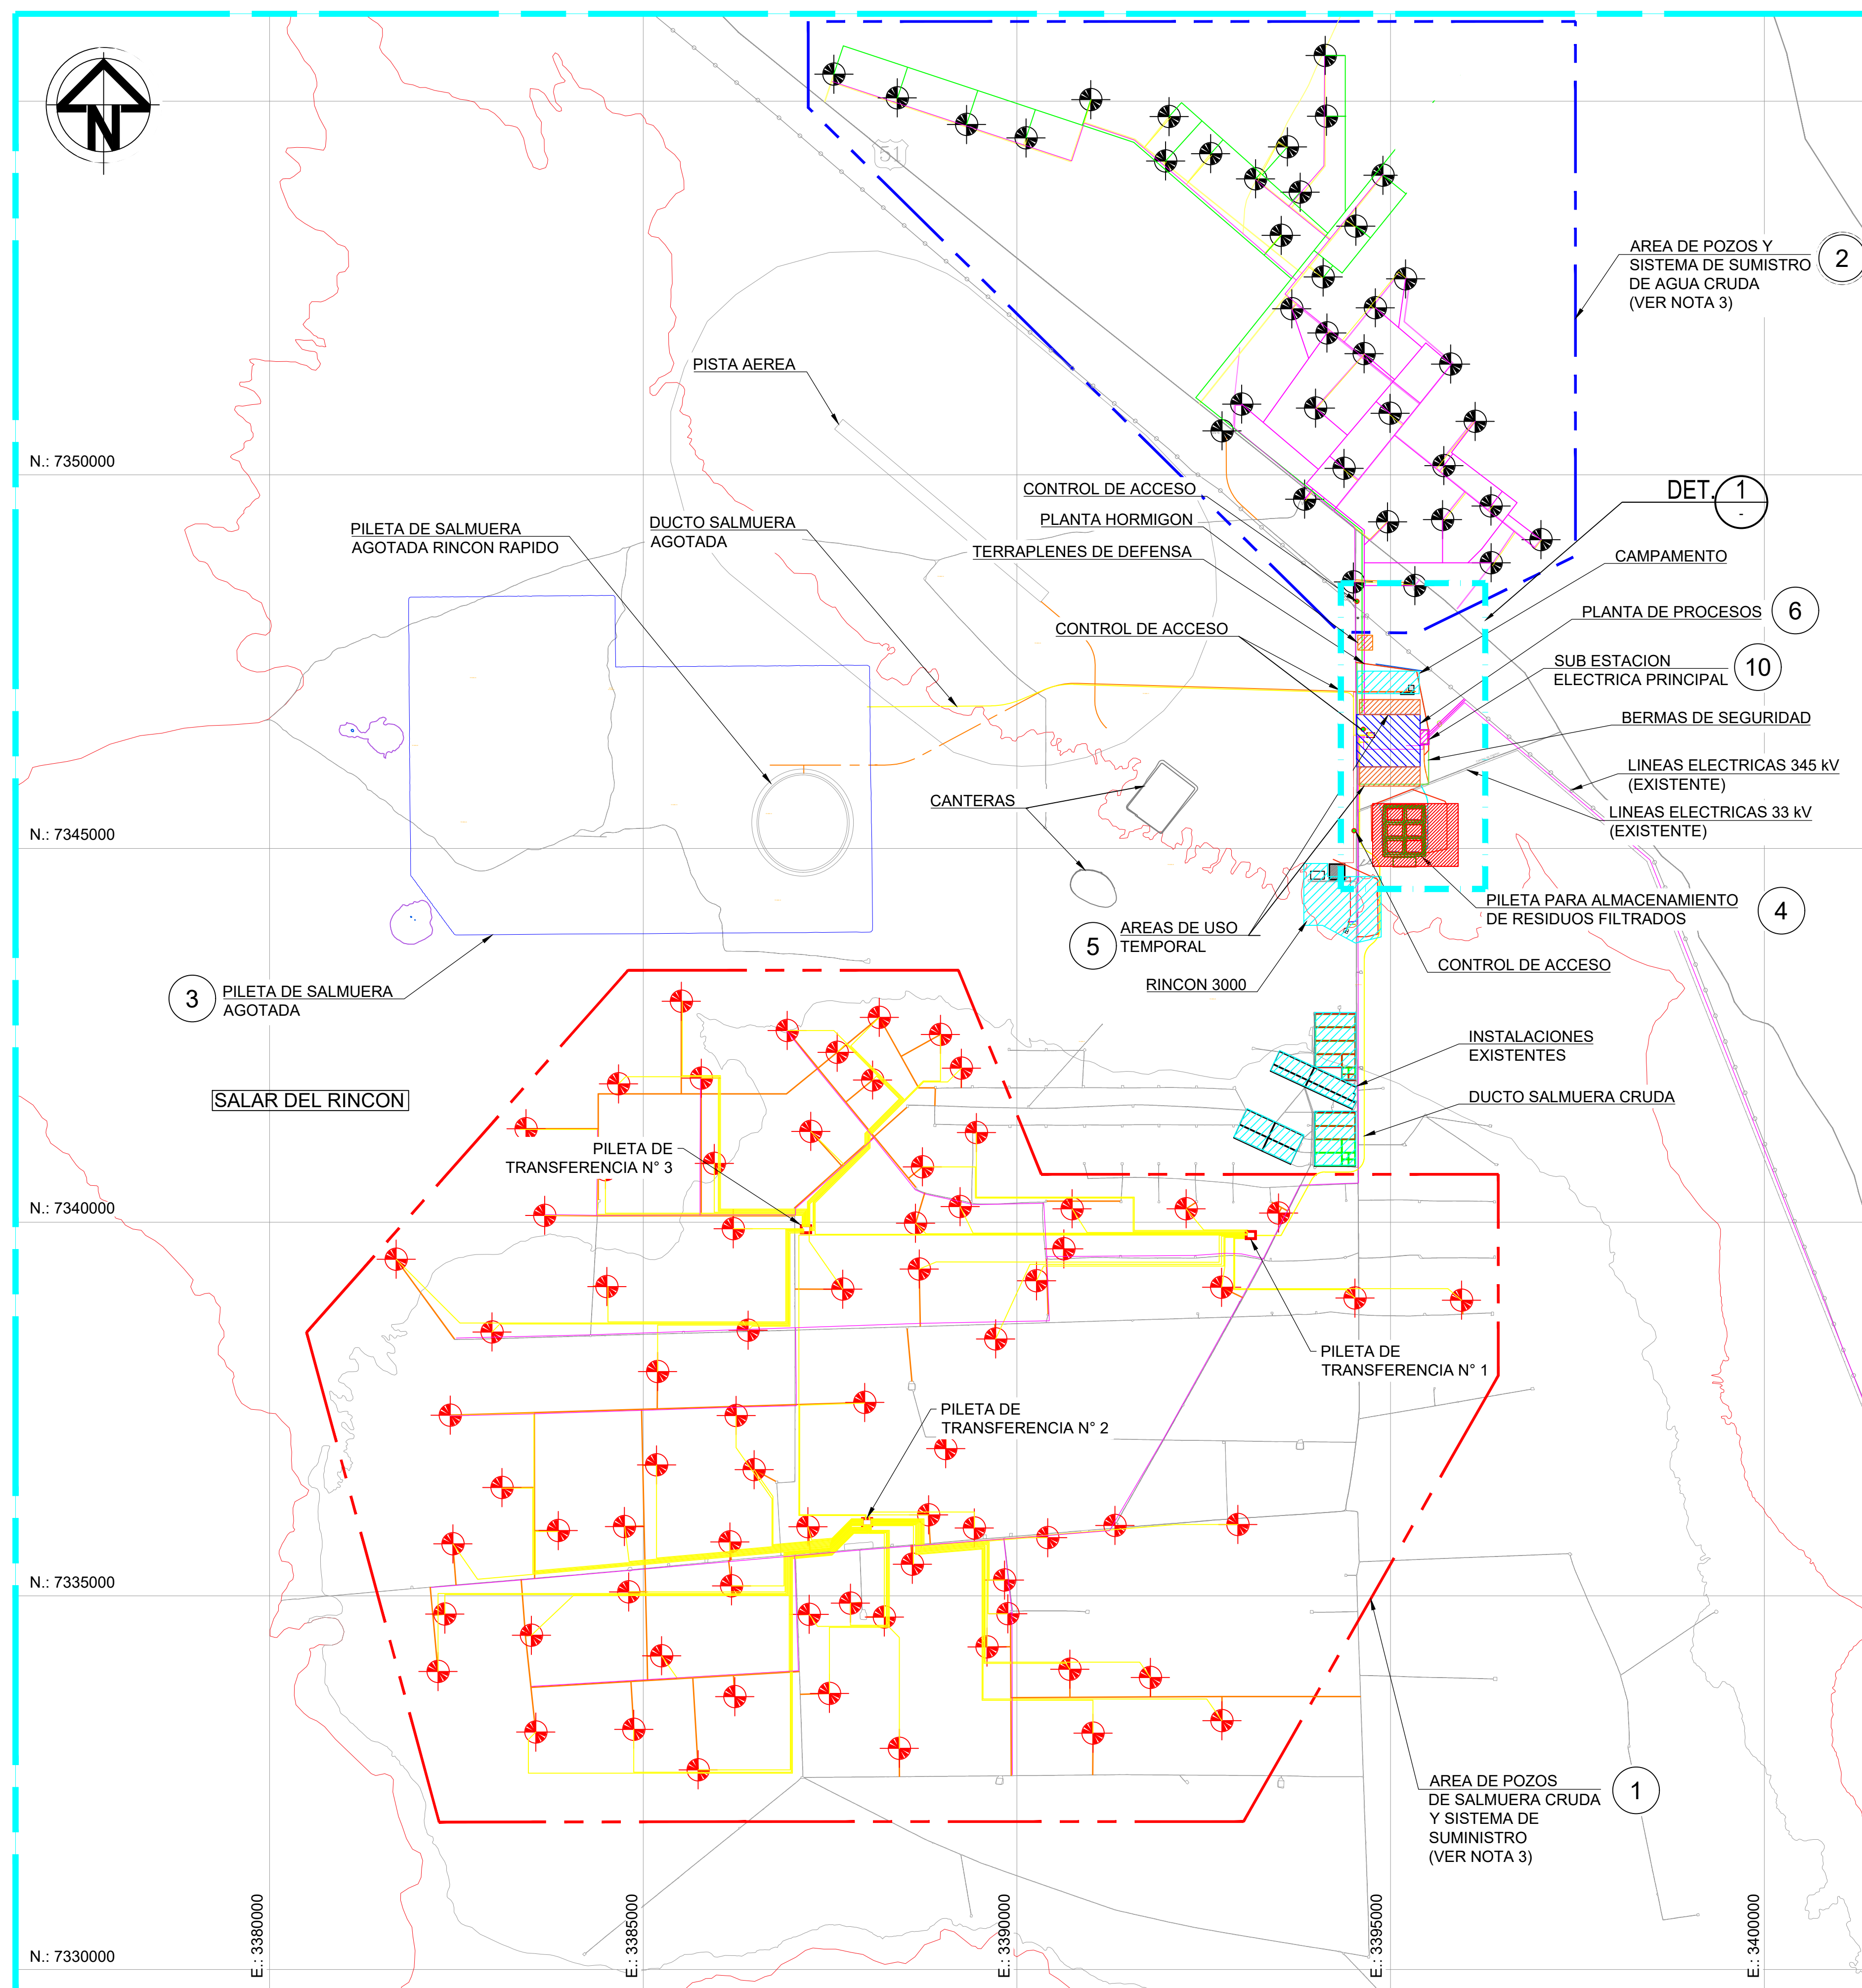 N
51
AREA DE POZOS Y
SISTEMA DE SUMISTRO
DE AGUA CRUDA
(VER NOTA 3)
2
PISTA AEREA
N.: 7350000
CONTROL DE ACCESO
PLANTA HORMIGON
TERRAPLENES DE DEFENSA
DET.
1
-
PILETA DE SALMUERA
AGOTADA RINCON RAPIDO
DUCTO SALMUERA
AGOTADA
CAMPAMENTO
CONTROL DE ACCESO
PLANTA DE PROCESOS
6
SUB ESTACION
ELECTRICA PRINCIPAL
10
BERMAS DE SEGURIDAD
LINEAS ELECTRICAS 345 kV
(EXISTENTE)
CANTERAS
LINEAS ELECTRICAS 33 kV
(EXISTENTE)
N.: 7345000
PILETA PARA ALMACENAMIENTO
DE RESIDUOS FILTRADOS
4
5
AREAS DE USO
TEMPORAL
CONTROL DE ACCESO
RINCON 3000
3
PILETA DE SALMUERA
AGOTADA
INSTALACIONES
EXISTENTES
SALAR DEL RINCON
DUCTO SALMUERA CRUDA
PILETA DE
TRANSFERENCIA N° 3
N.: 7340000
PILETA DE
TRANSFERENCIA N° 1
PILETA DE
TRANSFERENCIA N° 2
N.: 7335000
AREA DE POZOS
DE SALMUERA CRUDA
Y SISTEMA DE
SUMINISTRO
(VER NOTA 3)
1
N.: 7330000
E.: 3380000
E.: 3385000
E.: 3390000
E.: 3395000
E.: 3400000